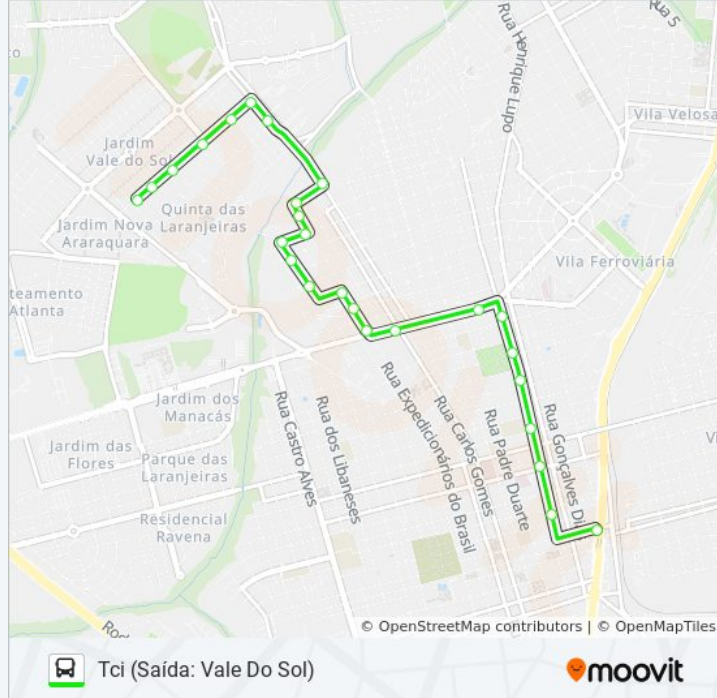 Rua 5
Rua Henrique Lupo
Vila Velosa
Jardim
Vale do Sol
Quinta das
Laranjeiras
Jardim Nova
Araraquara
Vila Ferroviária
teamento
Atlanta
Jardim dos
Manacás
Rua Castro Alves
Rua dos Libaneses
Rua Expedicionários do Brasil
Rua Carlos Gomes
Rua Padre Duarte
Rua Gonçalves Di
Jardim das
Flores
Parque das
Laranjeiras
Residencial
Ravena
Rod
© OpenStreetMap contributors | © OpenMapTiles
Tci (Saída: Vale Do Sol)
moovit